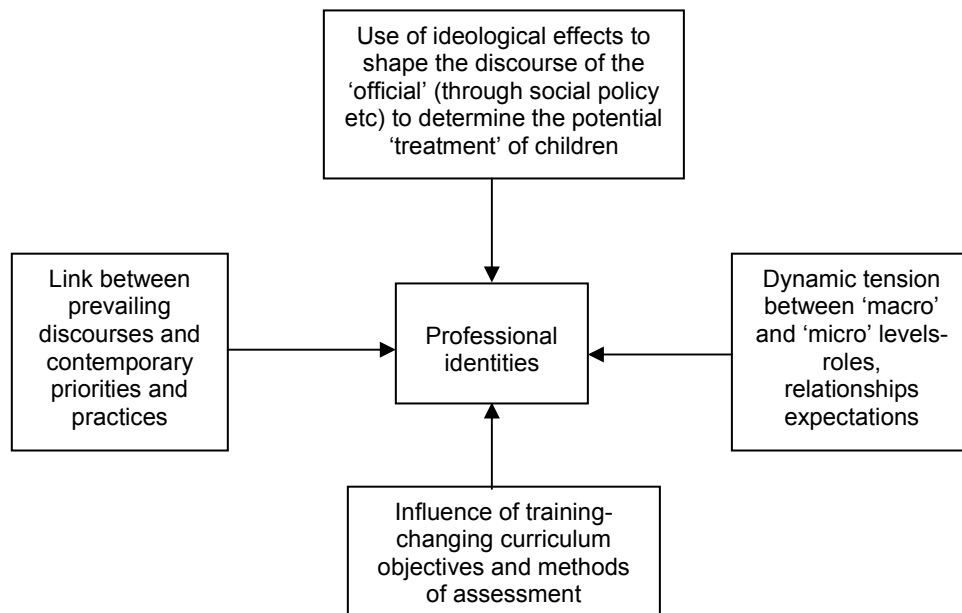 Use of ideological effects to
shape the discourse of the
‘official’ (through social policy
etc) to determine the potential
‘treatment’ of children
Link between
prevailing
discourses and
contemporary
priorities and
practices
Professional
identities
Dynamic tension
between ‘macro’
and ‘micro’ levels-
roles,
relationships
expectations
Influence of training-
changing curriculum
objectives and methods
of assessment